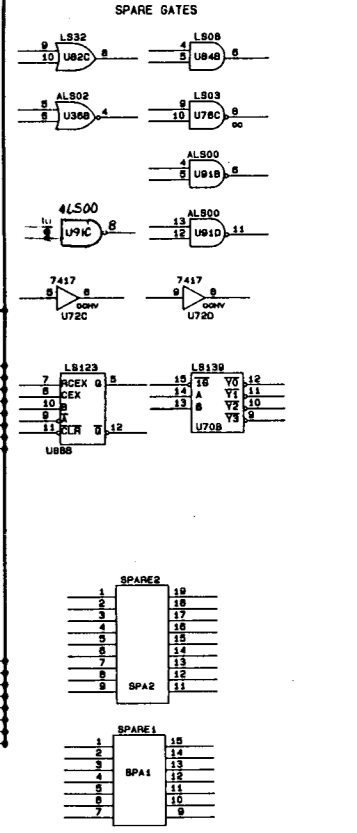 SPARE GATES
LS32
9
10
U82C
8
LS08
4
5
U84B
6
ALS02
5
6
U36B
4
LS03
9
10
U76C
8
OC
ALS00
4
5
U91B
6
ALS00
U91C
8
ALS00
13
12
U91D
11
7417
5
6
OCHV
U72C
7417
9
8
OCHV
U72D
LS123
7 RCEX Q 5
6 CEX
10 B
9 A
11 CLR Q 12
U88B
LS139
15 1G Y0 12
14 A Y1 11
13 B Y2 10
Y3 9
U70B
SPARE2
1 19
2 18
3 17
4 16
5 15
6 14
7 13
8 12
9 11
SPA2
SPARE1
1 15
2 14
3 13
4 12
5 11
6 10
7 9
SPA1